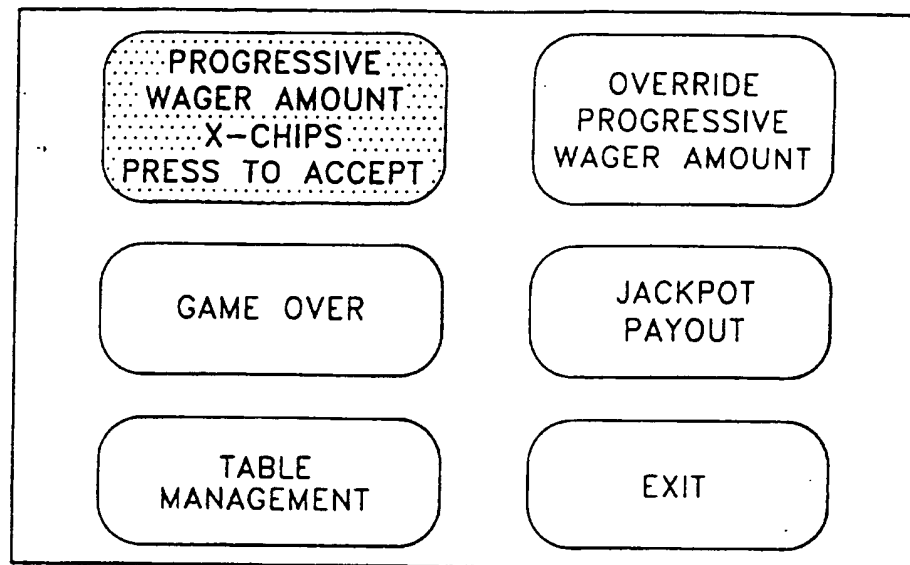 PROGRESSIVE
WAGER AMOUNT
X-CHIPS
PRESS TO ACCEPT
OVERRIDE
PROGRESSIVE
WAGER AMOUNT
GAME OVER
JACKPOT
PAYOUT
TABLE
MANAGEMENT
EXIT